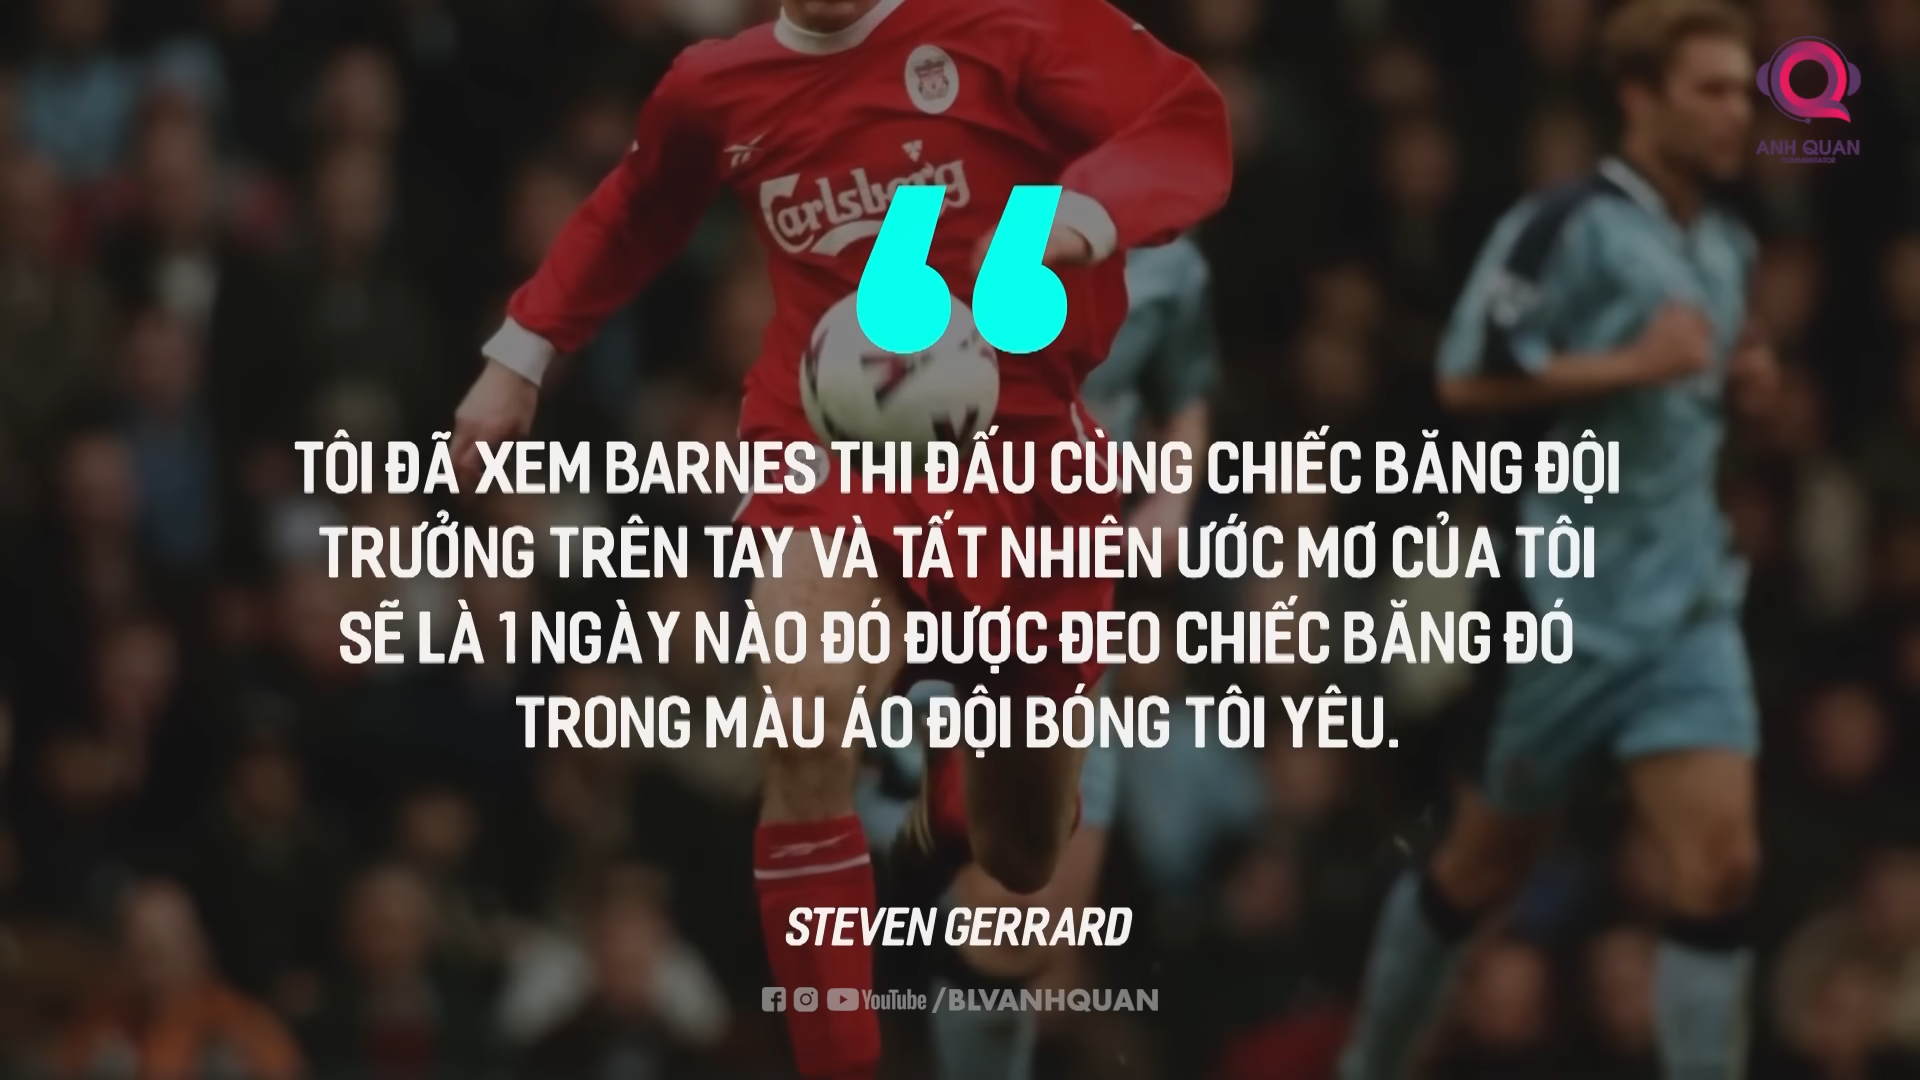 ANH QUAN
COMMENTATOR
Carlsberg
TÔI ĐÃ XEM BARNES THI ĐẤU CÙNG CHIẾC BĂNG ĐỘI
TRƯỞNG TRÊN TAY VÀ TẤT NHIÊN ƯỚC MƠ CỦA TÔI
SẼ LÀ 1 NGÀY NÀO ĐÓ ĐƯỢC ĐEO CHIẾC BĂNG ĐÓ
TRONG MÀU ÁO ĐỘI BÓNG TÔI YÊU.
STEVEN GERRARD
YouTube /BLVANHQUAN